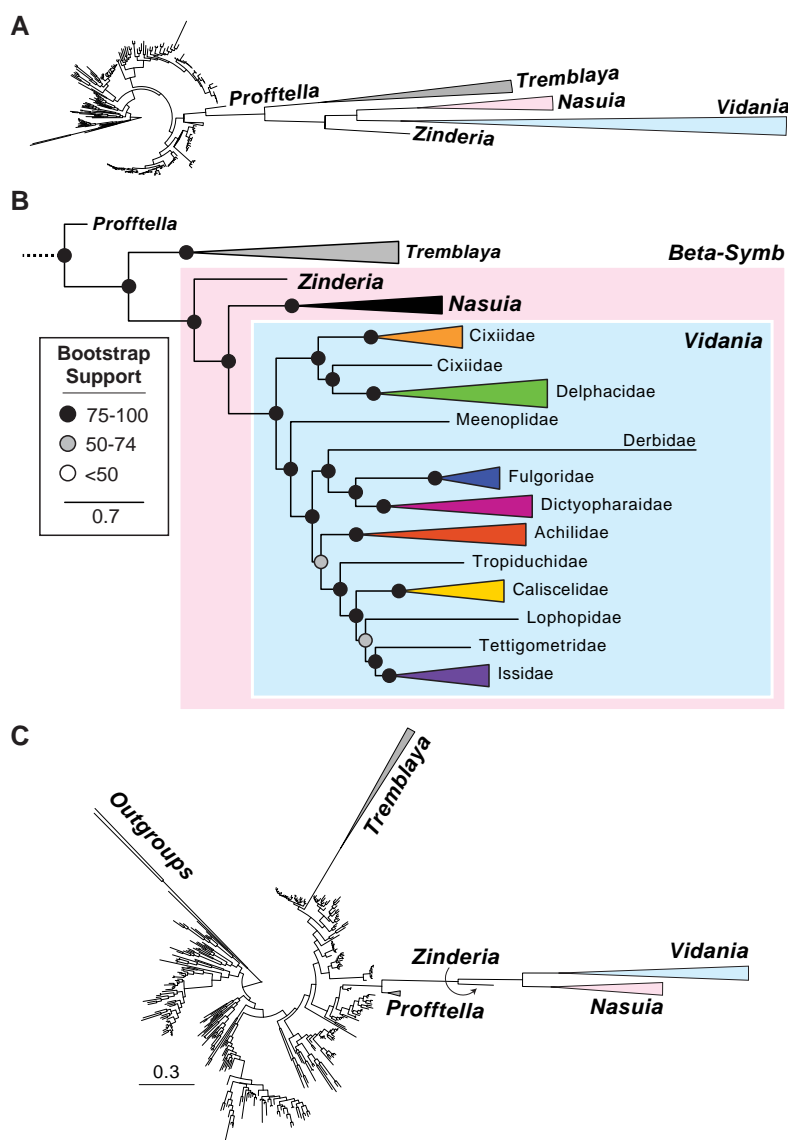 A
Profftella
Tremblaya
Nasuia
Vidania
Zinderia
B
Profftella
Tremblaya
Beta-Symb
Zinderia
Nasuia
Vidania
Cixiidae
Cixiidae
Delphacidae
Meenoplidae
Derbidae
Fulgoridae
Dictyopharaidae
Achilidae
Tropiduchidae
Caliscelidae
Lophopidae
Tettigometridae
Issidae
Bootstrap
Support
75-100
50-74
<50
0.7
C
Outgroups
Tremblaya
Zinderia
Profftella
Vidania
Nasuia
0.3